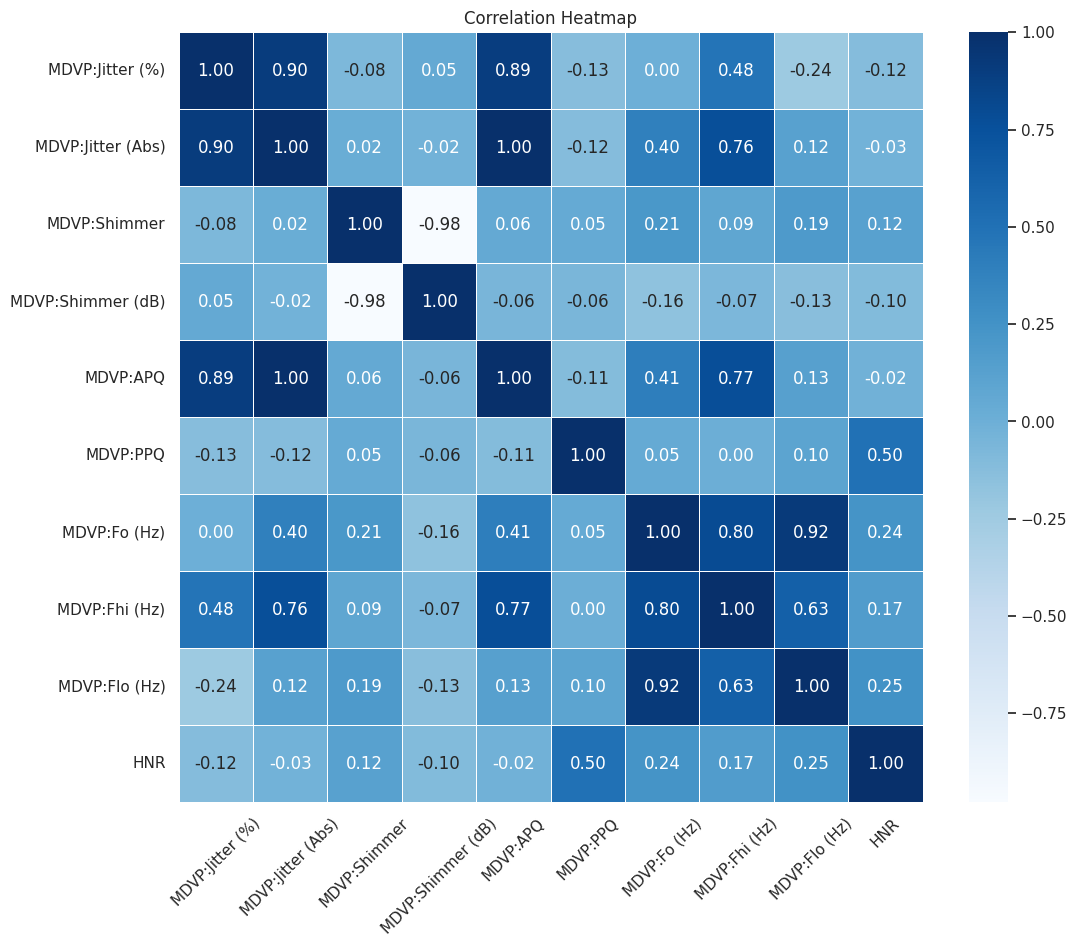 Correlation Heatmap
MDVP:Jitter (%) 1.00 0.90 -0.08 0.05 0.89 -0.13 0.00 0.48 -0.24 -0.12
MDVP:Jitter (Abs) 0.90 1.00 0.02 -0.02 1.00 -0.12 0.40 0.76 0.12 -0.03
MDVP:Shimmer -0.08 0.02 1.00 -0.98 0.06 0.05 0.21 0.09 0.19 0.12
MDVP:Shimmer (dB) 0.05 -0.02 -0.98 1.00 -0.06 -0.06 -0.16 -0.07 -0.13 -0.10
MDVP:APQ 0.89 1.00 0.06 -0.06 1.00 -0.11 0.41 0.77 0.13 -0.02
MDVP:PPQ -0.13 -0.12 0.05 -0.06 -0.11 1.00 0.05 0.00 0.10 0.50
MDVP:Fo (Hz) 0.00 0.40 0.21 -0.16 0.41 0.05 1.00 0.80 0.92 0.24
MDVP:Fhi (Hz) 0.48 0.76 0.09 -0.07 0.77 0.00 0.80 1.00 0.63 0.17
MDVP:Flo (Hz) -0.24 0.12 0.19 -0.13 0.13 0.10 0.92 0.63 1.00 0.25
HNR -0.12 -0.03 0.12 -0.10 -0.02 0.50 0.24 0.17 0.25 1.00
MDVP:Jitter (%)
MDVP:Jitter (Abs)
MDVP:Shimmer
MDVP:Shimmer (dB)
MDVP:APQ
MDVP:PPQ
MDVP:Fo (Hz)
MDVP:Fhi (Hz)
MDVP:Flo (Hz)
HNR
1.00
0.75
0.50
0.25
0.00
−0.25
−0.50
−0.75